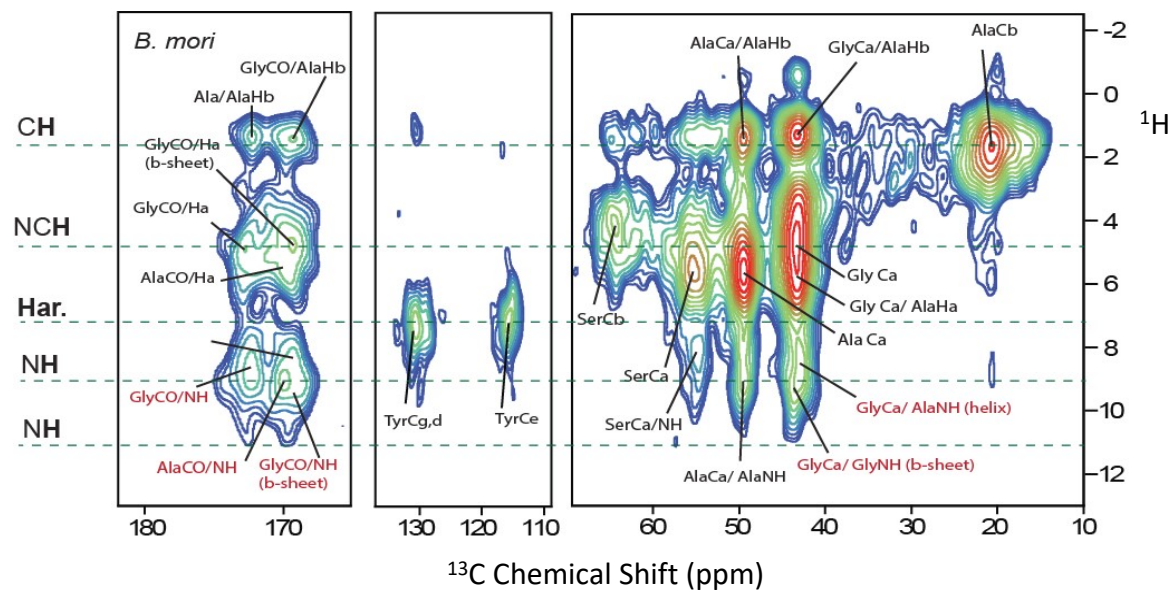 B. mori
GlyCO/AlaHb
Ala/AlaHb
GlyCO/Ha
(b-sheet)
GlyCO/Ha
AlaCO/Ha
GlyCO/NH
AlaCO/NH
GlyCO/NH
(b-sheet)
CH
NCH
Har.
NH
NH
TyrCg,d
TyrCe
AlaCa/AlaHb
GlyCa/AlaHb
AlaCb
SerCb
SerCa
SerCa/NH
Gly Ca
Gly Ca/ AlaHa
Ala Ca
GlyCa/ AlaNH (helix)
AlaCa/ AlaNH
GlyCa/ GlyNH (b-sheet)
-2
0
2
4
6
8
10
12
¹H
180 170 130 120 110 60 50 40 30 20 10
¹³C Chemical Shift (ppm)